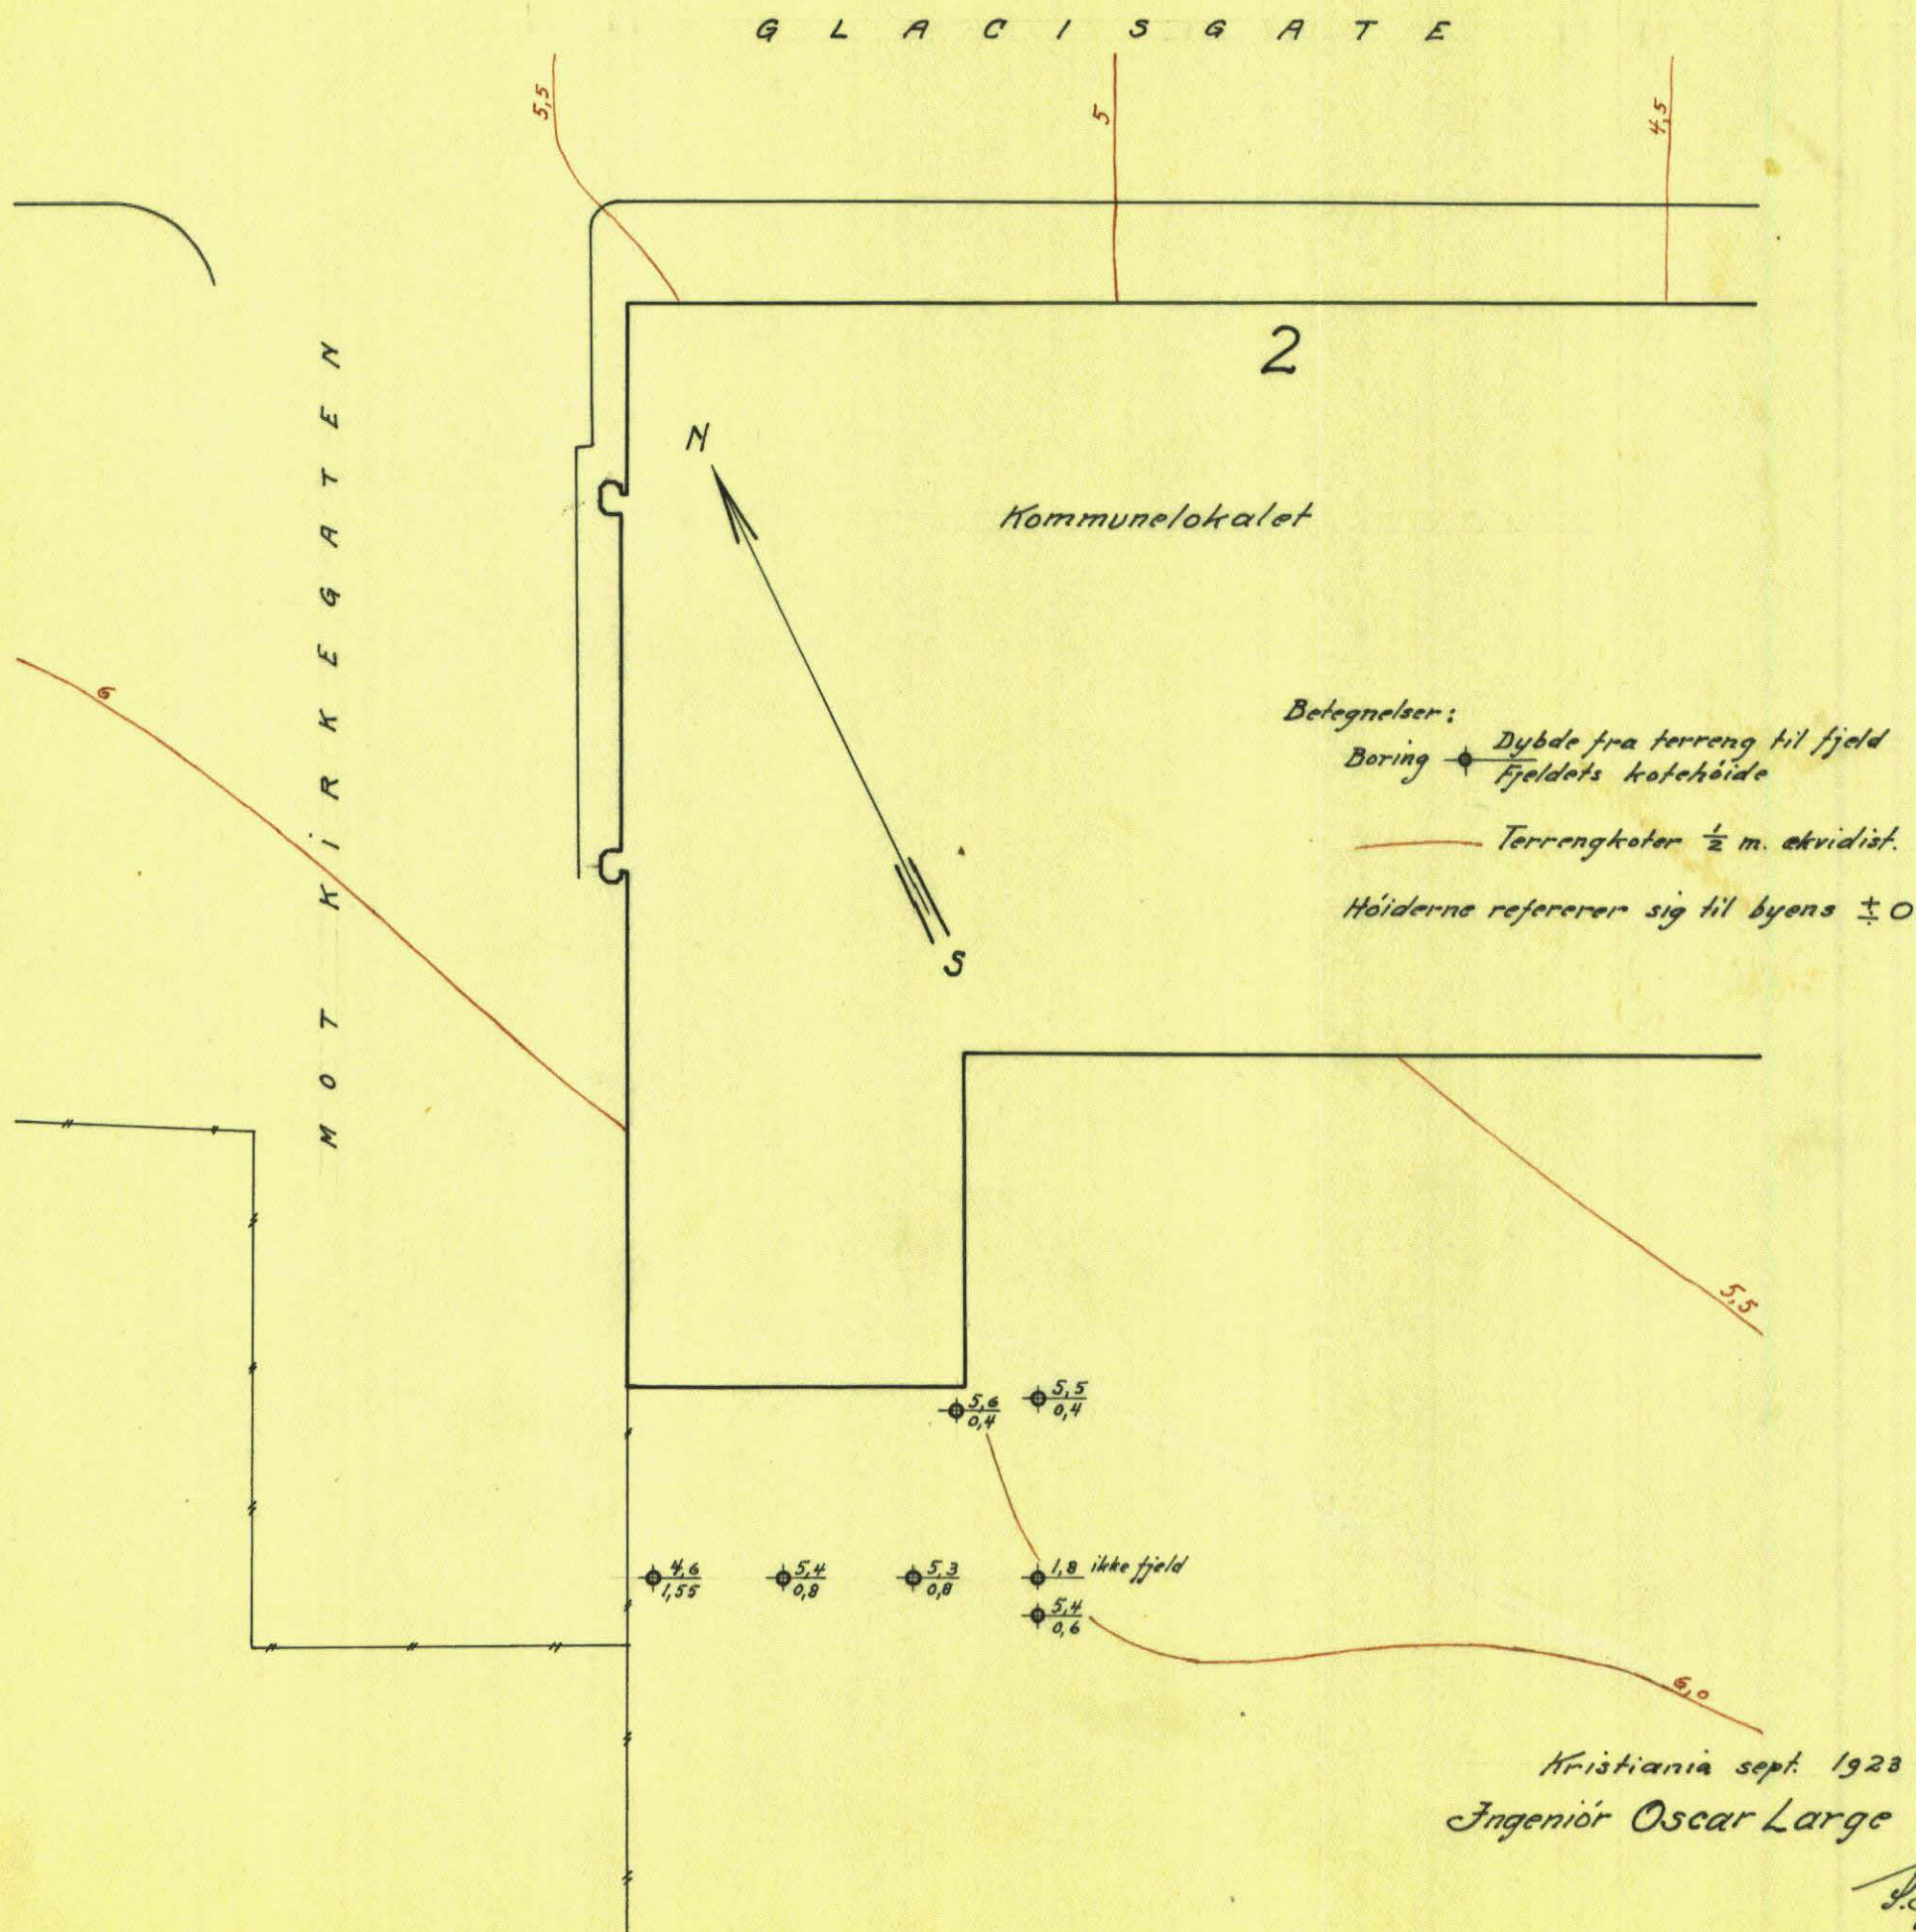 GLACISGATE
5,5
5
4,5
2
N
Kommunelokalet
MOT KIRKEGATEN
6
Betegnelser:
Boring Dybde fra terreng til fjeld
Fjeldets kotehöide
Terrengkoter 1/2 m. ekvidist.
Höiderne refererer sig til byens ± 0
S
5,5
5,6
0,4
5,5
0,4
4,6
1,55
5,4
0,8
5,3
0,8
1,8 ikke fjeld
5,4
0,6
6,0
Kristiania sept. 1923
Ingeniör Oscar Large